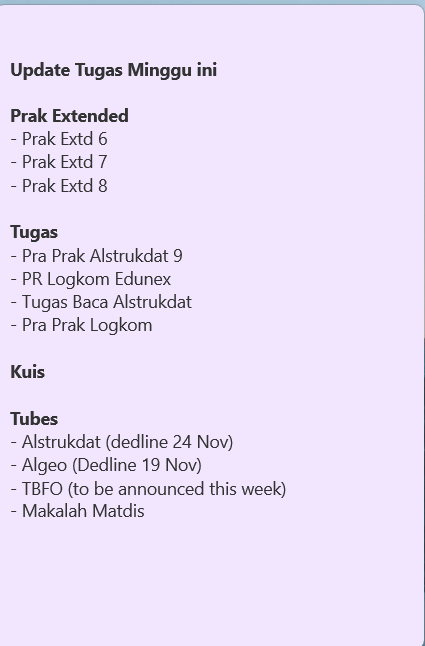 Update Tugas Minggu ini
Prak Extended
- Prak Extd 6
- Prak Extd 7
- Prak Extd 8
Tugas
- Pra Prak Alstrukdat 9
- PR Logkom Edunex
- Tugas Baca Alstrukdat
- Pra Prak Logkom
Kuis
Tubes
- Alstrukdat (dedline 24 Nov)
- Algeo (Dedline 19 Nov)
- TBFO (to be announced this week)
- Makalah Matdis